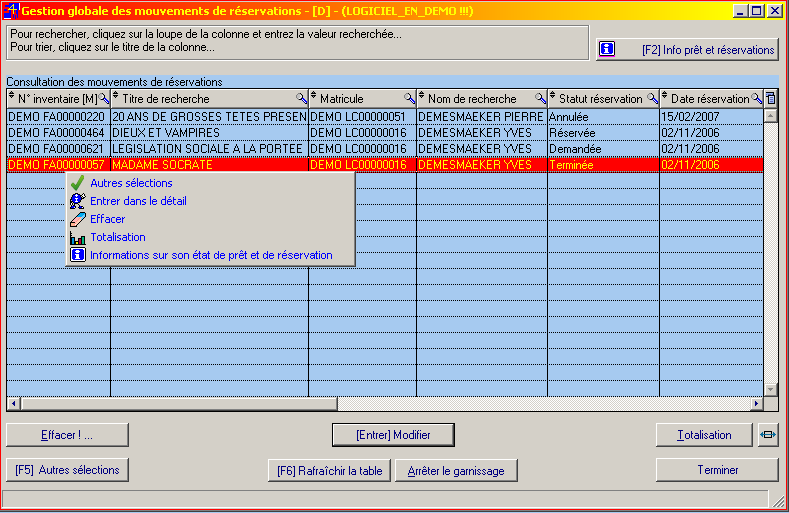 Gestion globale des mouvements de réservations - [D] - (LOGICIEL_EN_DEMO !!!)
Pour rechercher, cliquez sur la loupe de la colonne et entrez la valeur recherchée...
Pour trier, cliquez sur le titre de la colonne...
[F2] Info prêt et réservations
Consultation des mouvements de réservations
N° inventaire [M] Titre de recherche Matricule Nom de recherche Statut réservation Date réservation
DEMO FA00000220 20 ANS DE GROSSES TETES PRESEN DEMO LC00000051 DEMESMAEKER PIERRE Annulée 15/02/2007
DEMO FA00000464 DIEUX ET VAMPIRES DEMO LC00000016 DEMESMAEKER YVES Réservée 02/11/2006
DEMO FA00000621 LEGISLATION SOCIALE A LA PORTEE DEMO LC00000016 DEMESMAEKER YVES Demandée 02/11/2006
DEMO FA00000057 MADAME SOCRATE DEMO LC00000016 DEMESMAEKER YVES Terminée 02/11/2006
Autres sélections
Entrer dans le détail
Effacer
Totalisation
Informations sur son état de prêt et de réservation
Effacer ! ... [Entrer] Modifier Totalisation
[F5] Autres sélections [F6] Rafraîchir la table Arrêter le garnissage Terminer